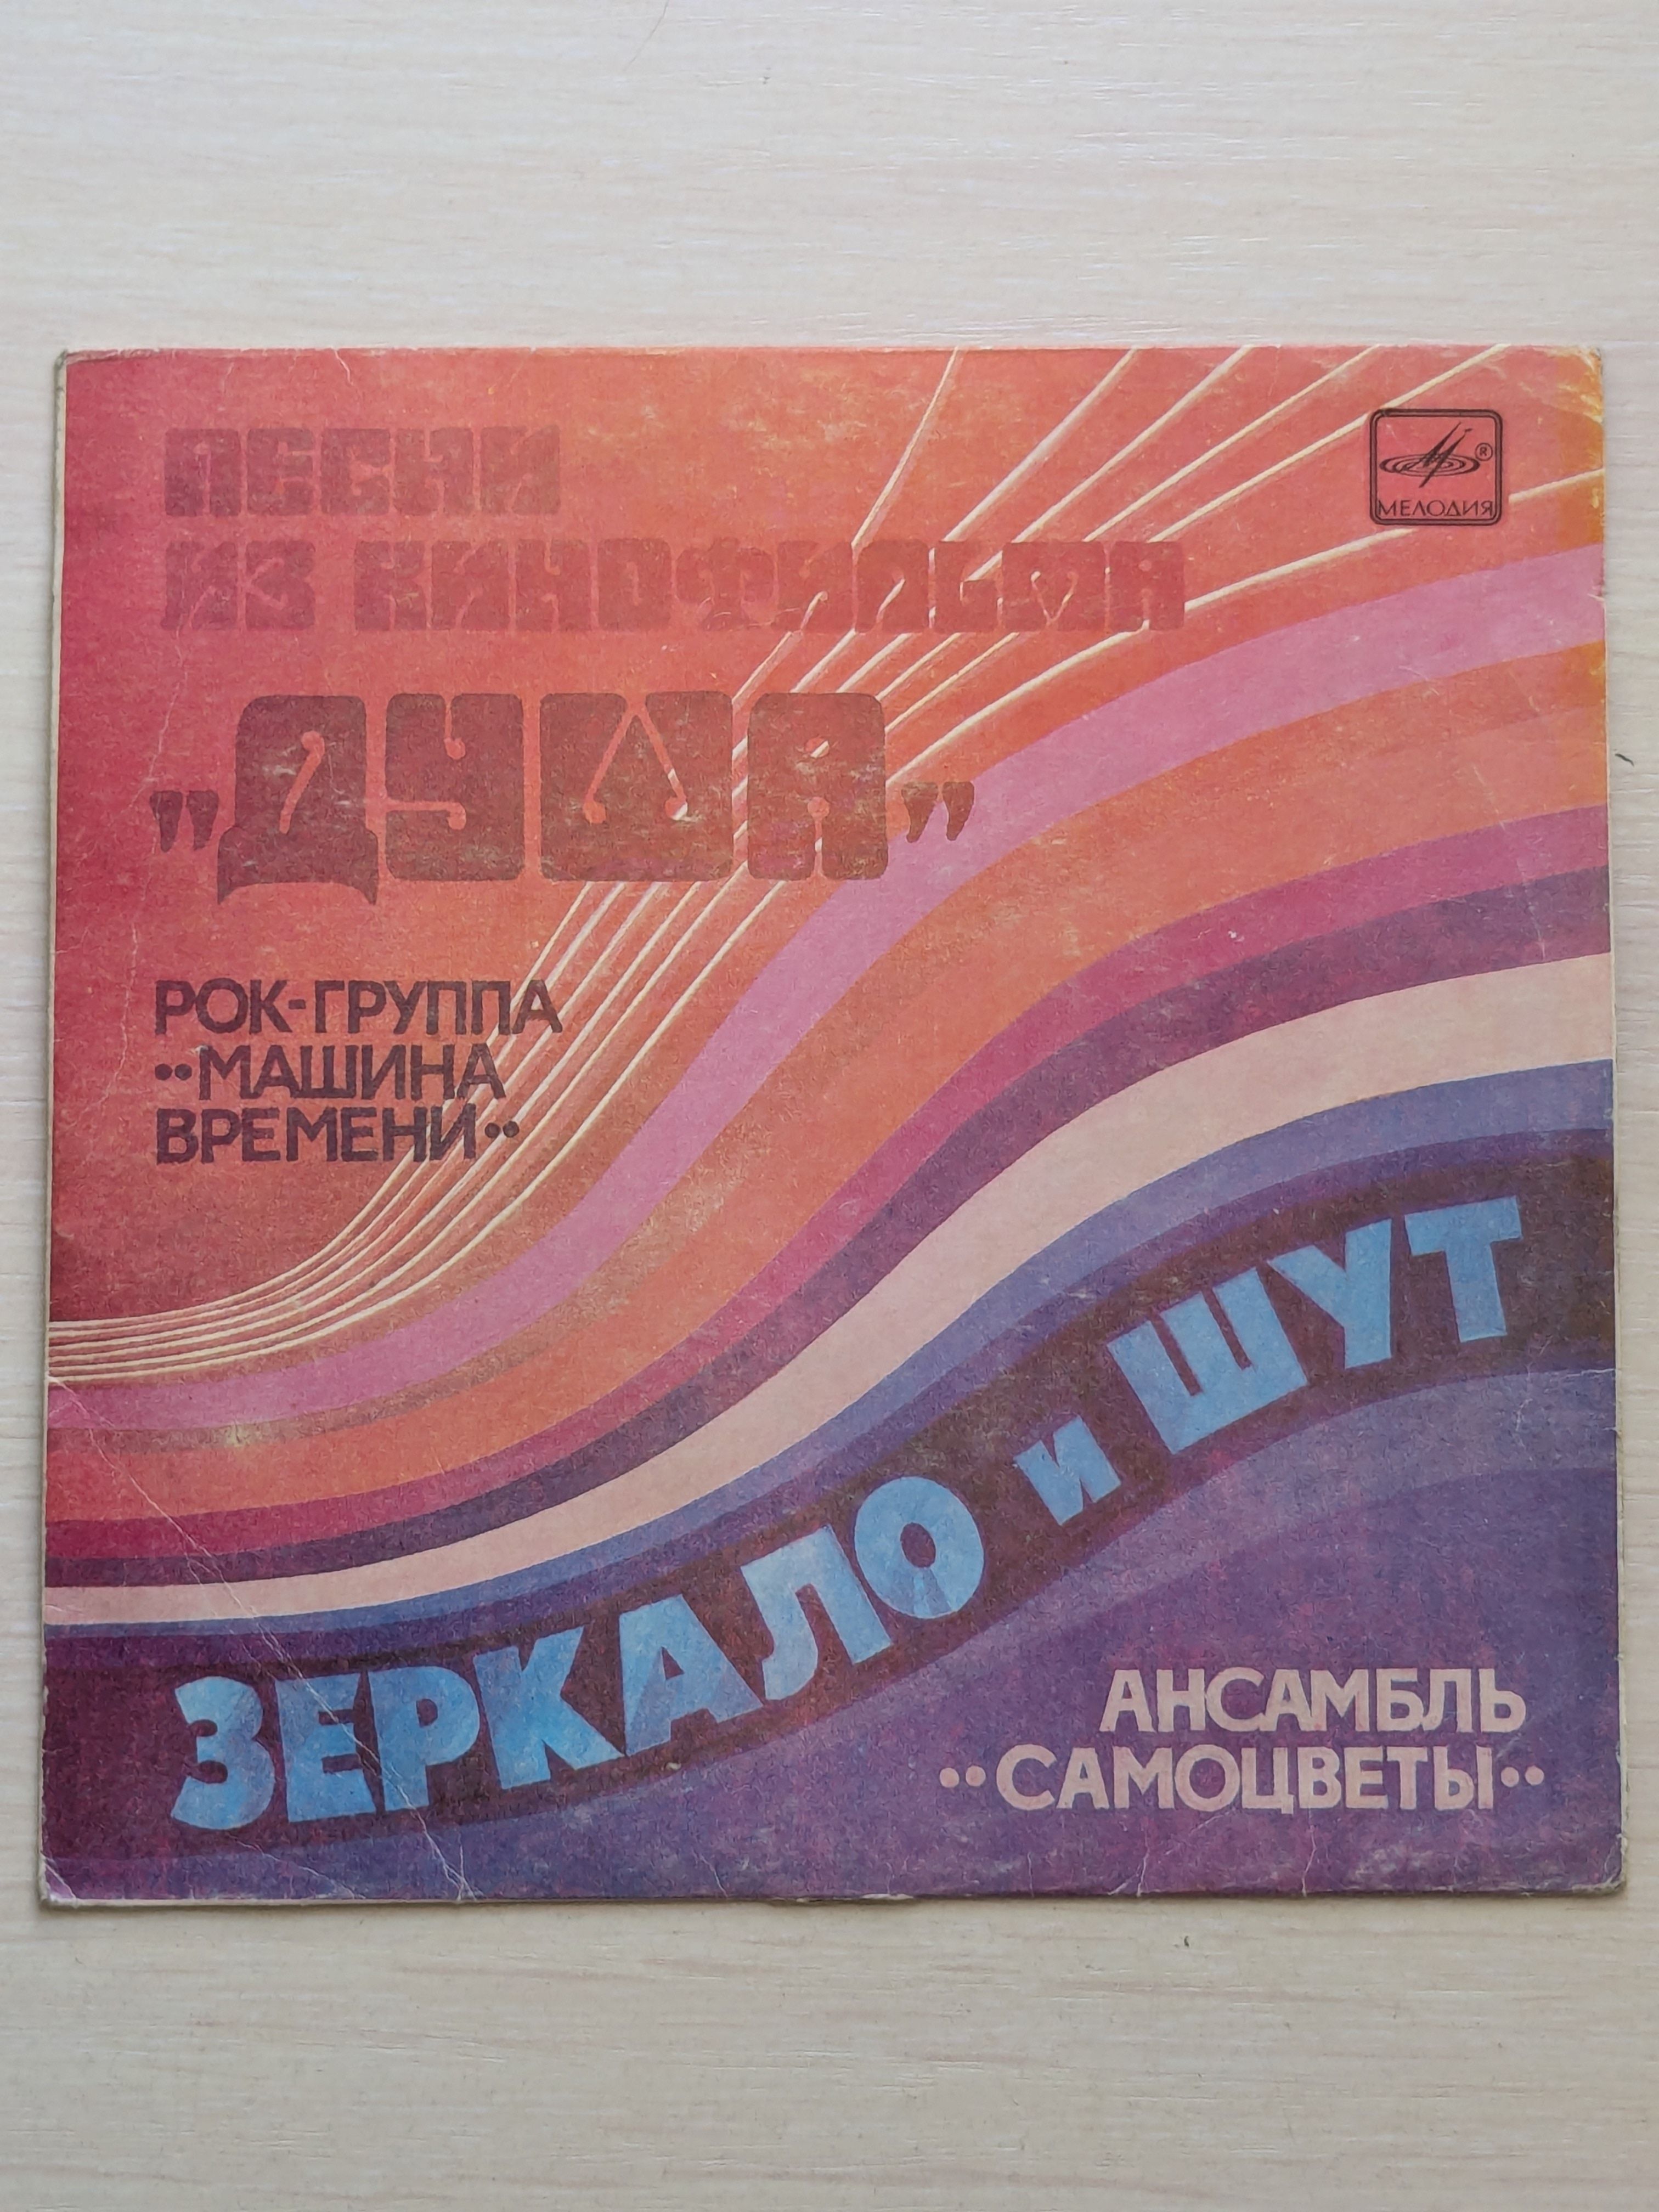 ПЕСНИ
ИЗ КИНОФИЛЬМА
„ДУША”
МЕЛОДИЯ ®
РОК-ГРУППА
••МАШИНА
ВРЕМЕНИ••
ЗЕРКАЛО и ШУТ
АНСАМБЛЬ
••САМОЦВЕТЫ••